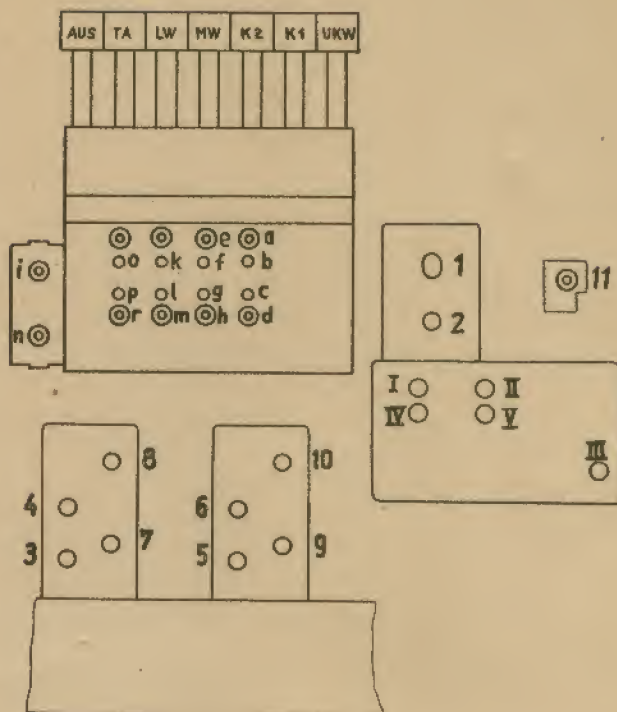 AUS TA LW MW K2 K1 UKW
e a
o k f b
i
p l g c
r m h d
n
1
11
2
I II
IV V
III
8 10
4 6
7 9
3 5